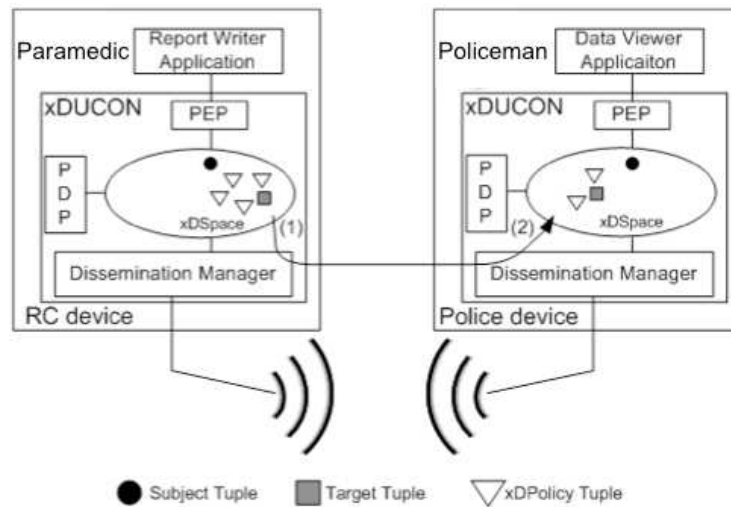 Paramedic
Report Writer
Application
xDUCON
PEP
P
D
P
xDSpace
(1)
Dissemination Manager
RC device
Policeman
Data Viewer
Applicaiton
xDUCON
PEP
P
D
P
xDSpace
(2)
Dissemination Manager
Police device
Subject Tuple
Target Tuple
xDPolicy Tuple